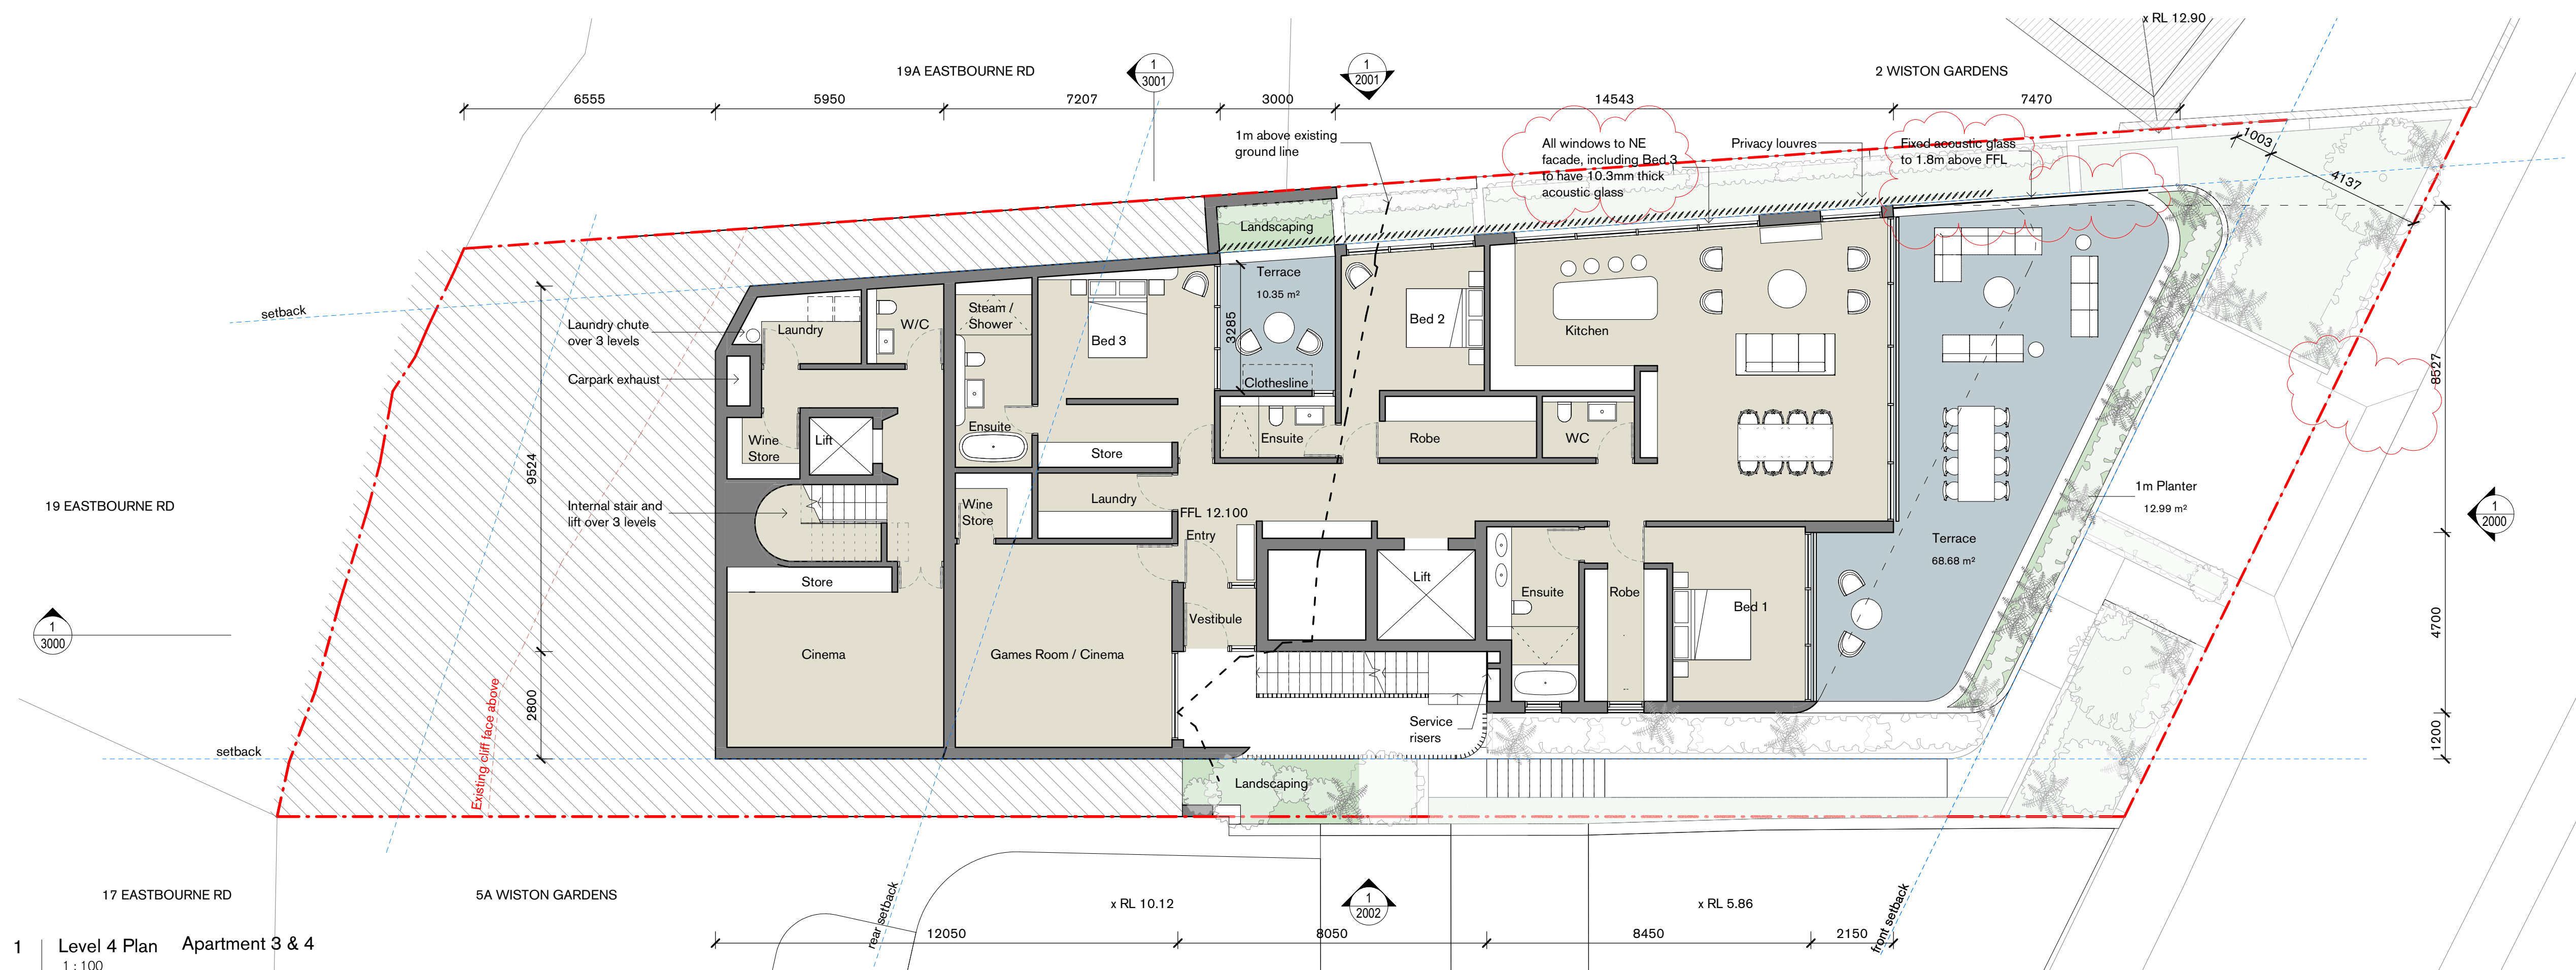 x RL 12.90
19A EASTBOURNE RD
1
3001
1
2001
2 WISTON GARDENS
6555
5950
7207
3000
14543
7470
1m above existing
ground line
All windows to NE
facade, including Bed 3
to have 10.3mm thick
acoustic glass
Privacy louvres
Fixed acoustic glass
to 1.8m above FFL
1003
4137
setback
Landscaping
Laundry chute
over 3 levels
Laundry
W/C
Steam /
Shower
Bed 3
Terrace
10.35 m²
3285
Clothesline
Bed 2
Kitchen
Carpark exhaust
8527
Wine
Store
Lift
Ensuite
Store
Ensuite
Robe
WC
9524
19 EASTBOURNE RD
Internal stair and
lift over 3 levels
Wine
Store
Laundry
FFL 12.100
Entry
1m Planter
12.99 m²
1
2000
Terrace
68.68 m²
Store
Lift
Ensuite
Robe
Bed 1
Vestibule
4700
1
3000
Cinema
Games Room / Cinema
2800
Existing cliff face above
Service
risers
1200
setback
Landscaping
17 EASTBOURNE RD
5A WISTON GARDENS
rear setback
x RL 10.12
1
2002
x RL 5.86
front setback
12050
8050
8450
2150
1
Level 4 Plan
Apartment 3 & 4
1 : 100